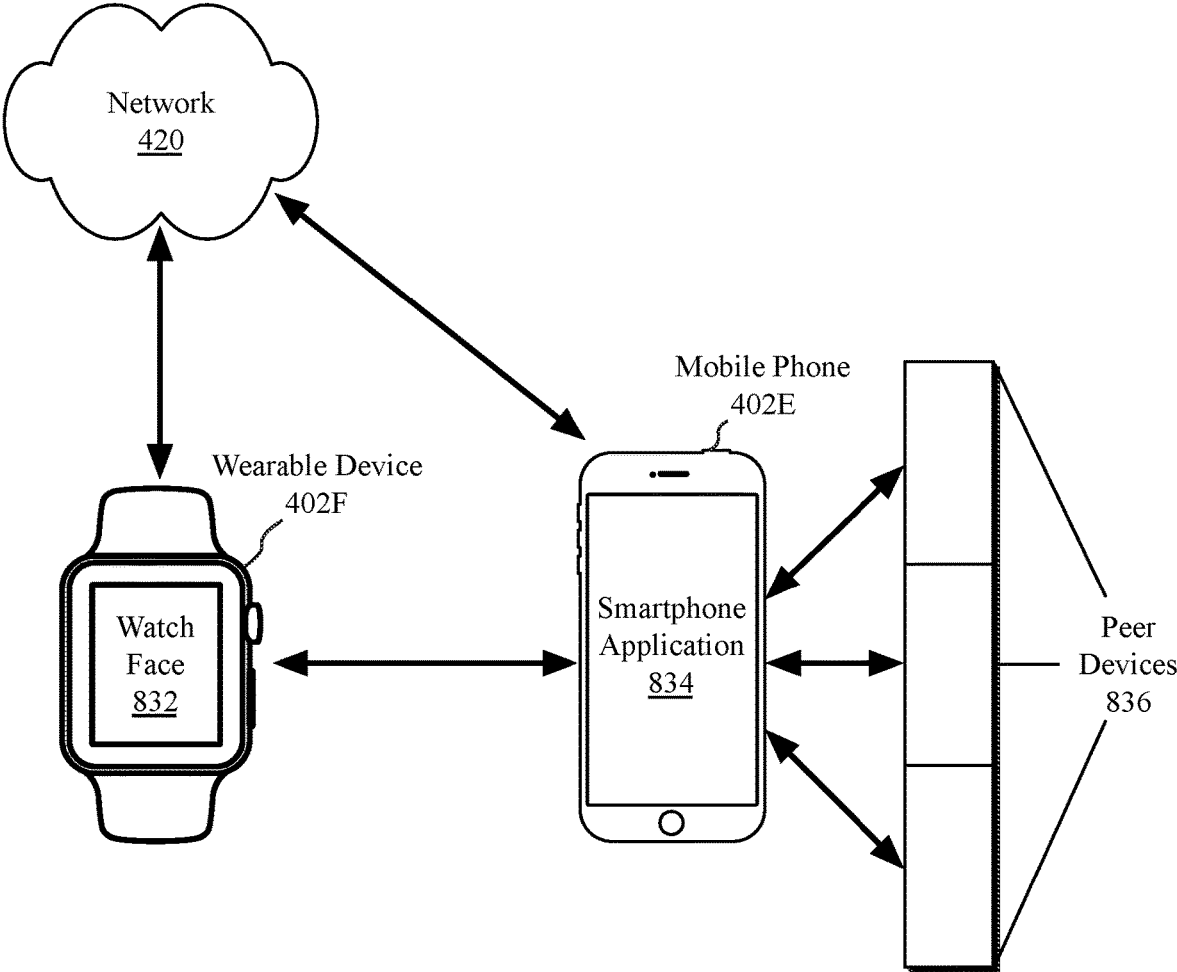 Network
420
Mobile Phone
402E
Wearable Device
402F
Watch
Face
832
Smartphone
Application
834
Peer
Devices
836